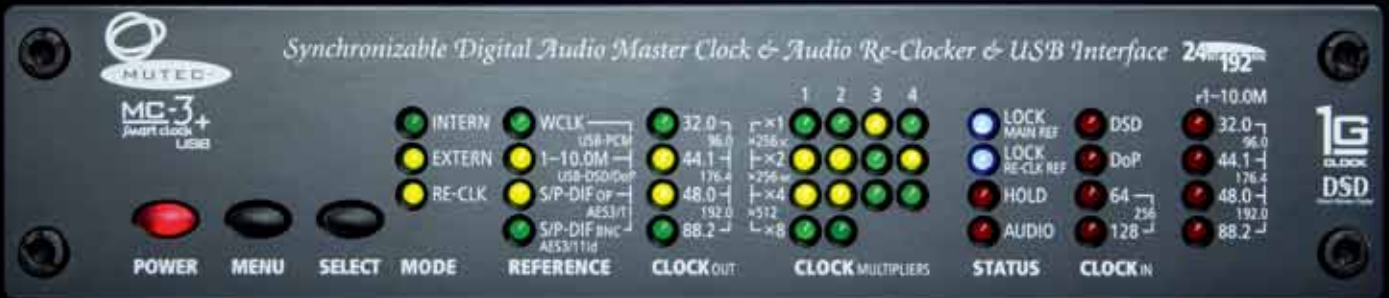 MUTEC
MC-3+
Smart clock
USB
Synchronizable Digital Audio Master Clock & Audio Re-Clocker & USB Interface
24
192
INTERN
EXTERN
RE-CLK
WCLK
USB-PCM
1–10.0M
USB-DSD/DoP
S/P-DIF OP
AES3/11
S/P-DIF BNC
AES3/11id
32.0
96.0
44.1
176.4
48.0
192.0
88.2
1 2 3 4
×1
×2
×4
×512
×8
LOCK
MAIN REF
LOCK
RE-CLK REF
HOLD
AUDIO
DSD
DoP
64
256
128
1–10.0M
32.0
96.0
44.1
176.4
48.0
192.0
88.2
1G
CLOCK
DSD
POWER MENU SELECT MODE REFERENCE CLOCK OUT CLOCK MULTIPLIERS STATUS CLOCK IN